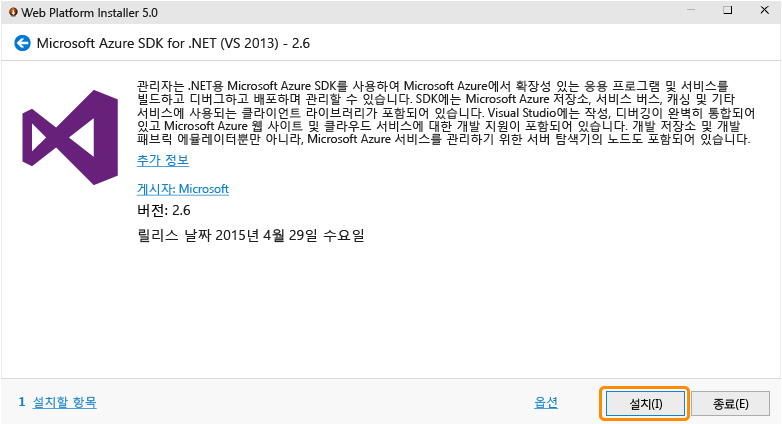 Web Platform Installer 5.0
Microsoft Azure SDK for .NET (VS 2013) - 2.6
관리자는 .NET용 Microsoft Azure SDK를 사용하여 Microsoft Azure에서 확장성 있는 응용 프로그램 및 서비스를
빌드하고 디버그하고 배포하며 관리할 수 있습니다. SDK에는 Microsoft Azure 저장소, 서비스 버스, 캐싱 및 기타
서비스에 사용되는 클라이언트 라이브러리가 포함되어 있습니다. Visual Studio에는 작성, 디버깅이 완벽히 통합되어
있고 Microsoft Azure 웹 사이트 및 클라우드 서비스에 대한 개발 지원이 포함되어 있습니다. 개발 저장소 및 개발
패브릭 에뮬레이터뿐만 아니라, Microsoft Azure 서비스를 관리하기 위한 서버 탐색기의 노드도 포함되어 있습니다.
추가 정보
게시자: Microsoft
버전: 2.6
릴리스 날짜 2015년 4월 29일 수요일
1 설치할 항목
옵션
설치(I)
종료(E)